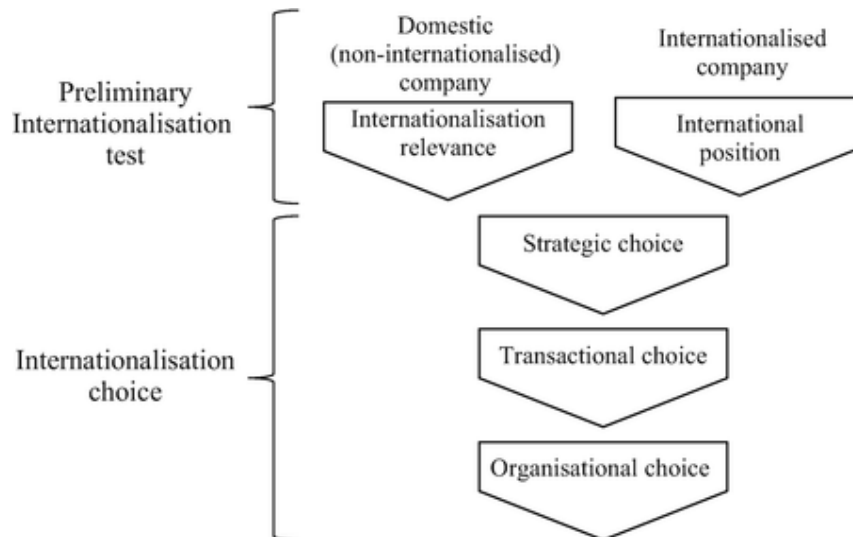 Preliminary
Internationalisation
test
Domestic
(non-internationalised)
company
Internationalised
company
Internationalisation
relevance
International
position
Internationalisation
choice
Strategic choice
Transactional choice
Organisational choice